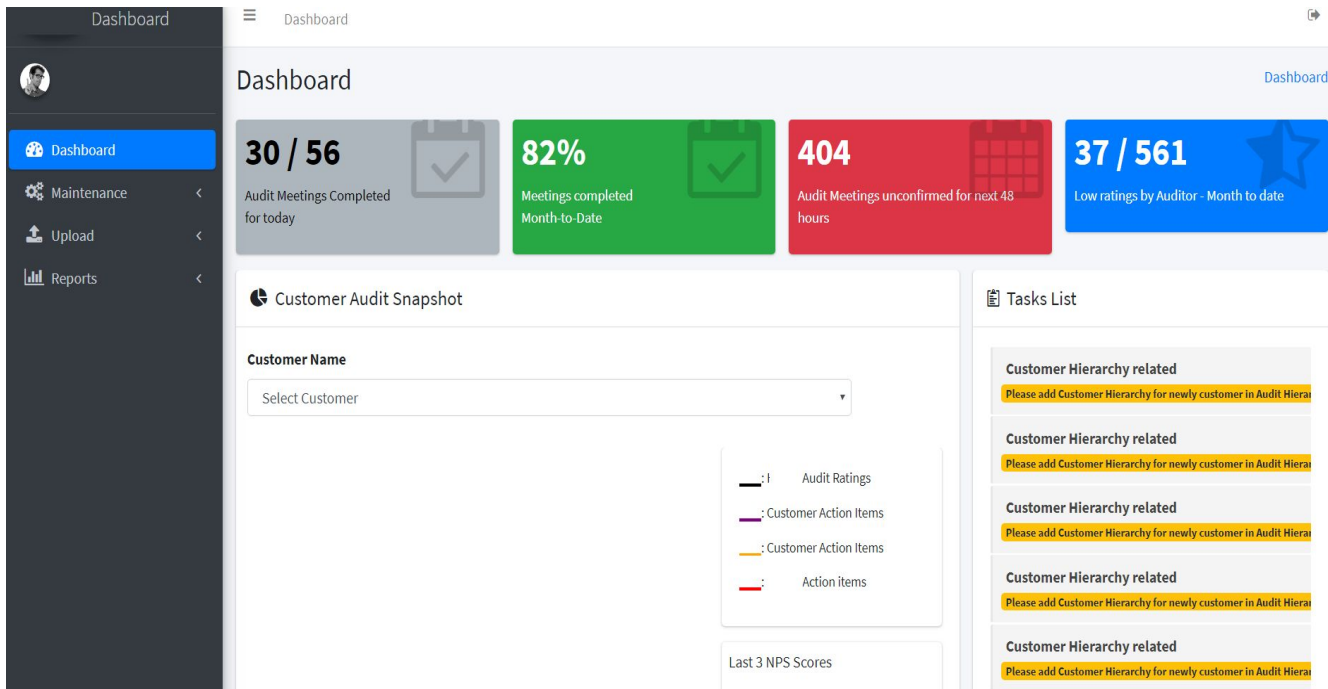 Dashboard
Dashboard
Dashboard
Dashboard
Dashboard
Maintenance
Upload
Reports
30 / 56
Audit Meetings Completed
for today
82%
Meetings completed
Month-to-Date
404
Audit Meetings unconfirmed for next 48
hours
37 / 561
Low ratings by Auditor - Month to date
Customer Audit Snapshot
Customer Name
Select Customer
: Audit Ratings
: Customer Action Items
: Customer Action Items
: Action items
Last 3 NPS Scores
Tasks List
Customer Hierarchy related
Please add Customer Hierarchy for newly customer in Audit Hierar
Customer Hierarchy related
Please add Customer Hierarchy for newly customer in Audit Hierar
Customer Hierarchy related
Please add Customer Hierarchy for newly customer in Audit Hierar
Customer Hierarchy related
Please add Customer Hierarchy for newly customer in Audit Hierar
Customer Hierarchy related
Please add Customer Hierarchy for newly customer in Audit Hierar